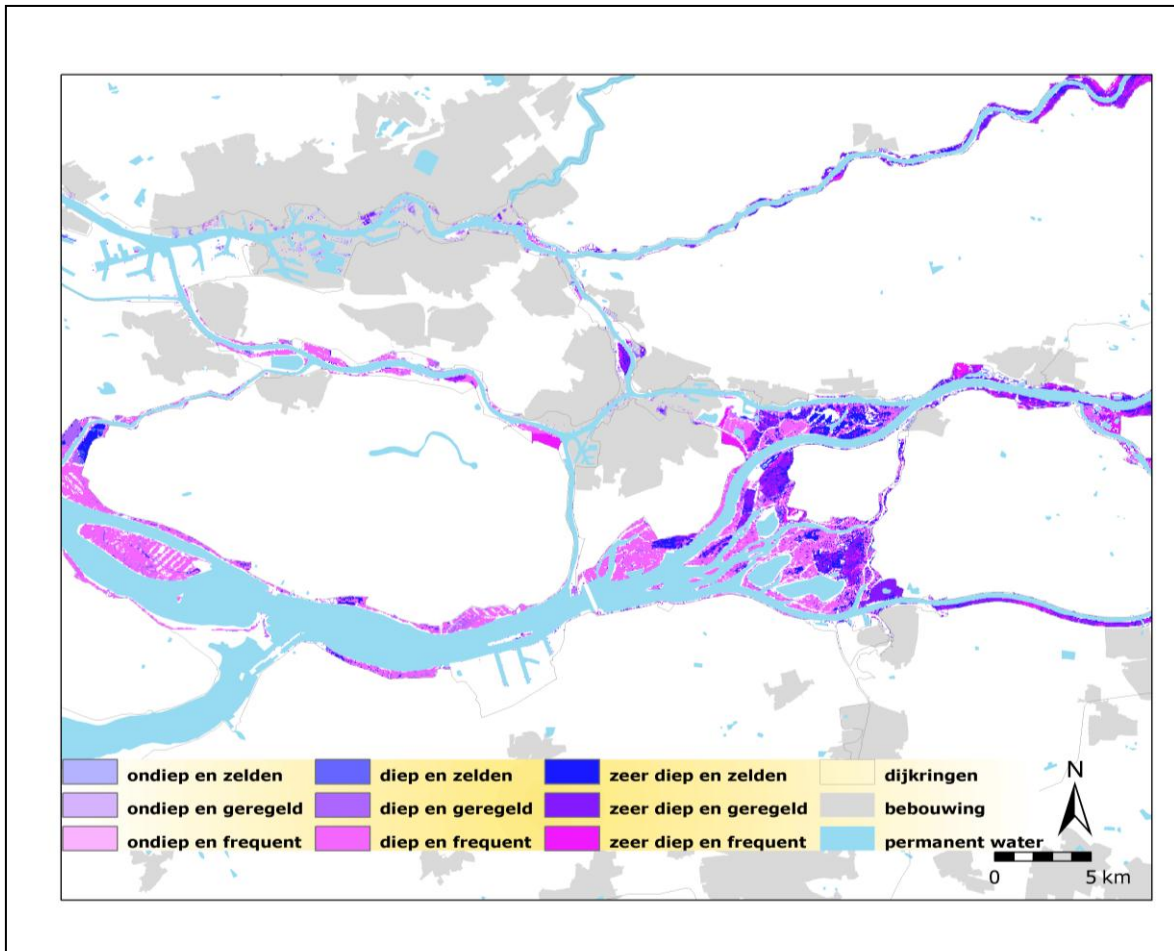 ondiep en zelden diep en zelden zeer diep en zelden dijkringen
ondiep en geregeld diep en geregeld zeer diep en geregeld bebouwing
ondiep en frequent diep en frequent zeer diep en frequent permanent water
N
0 5 km